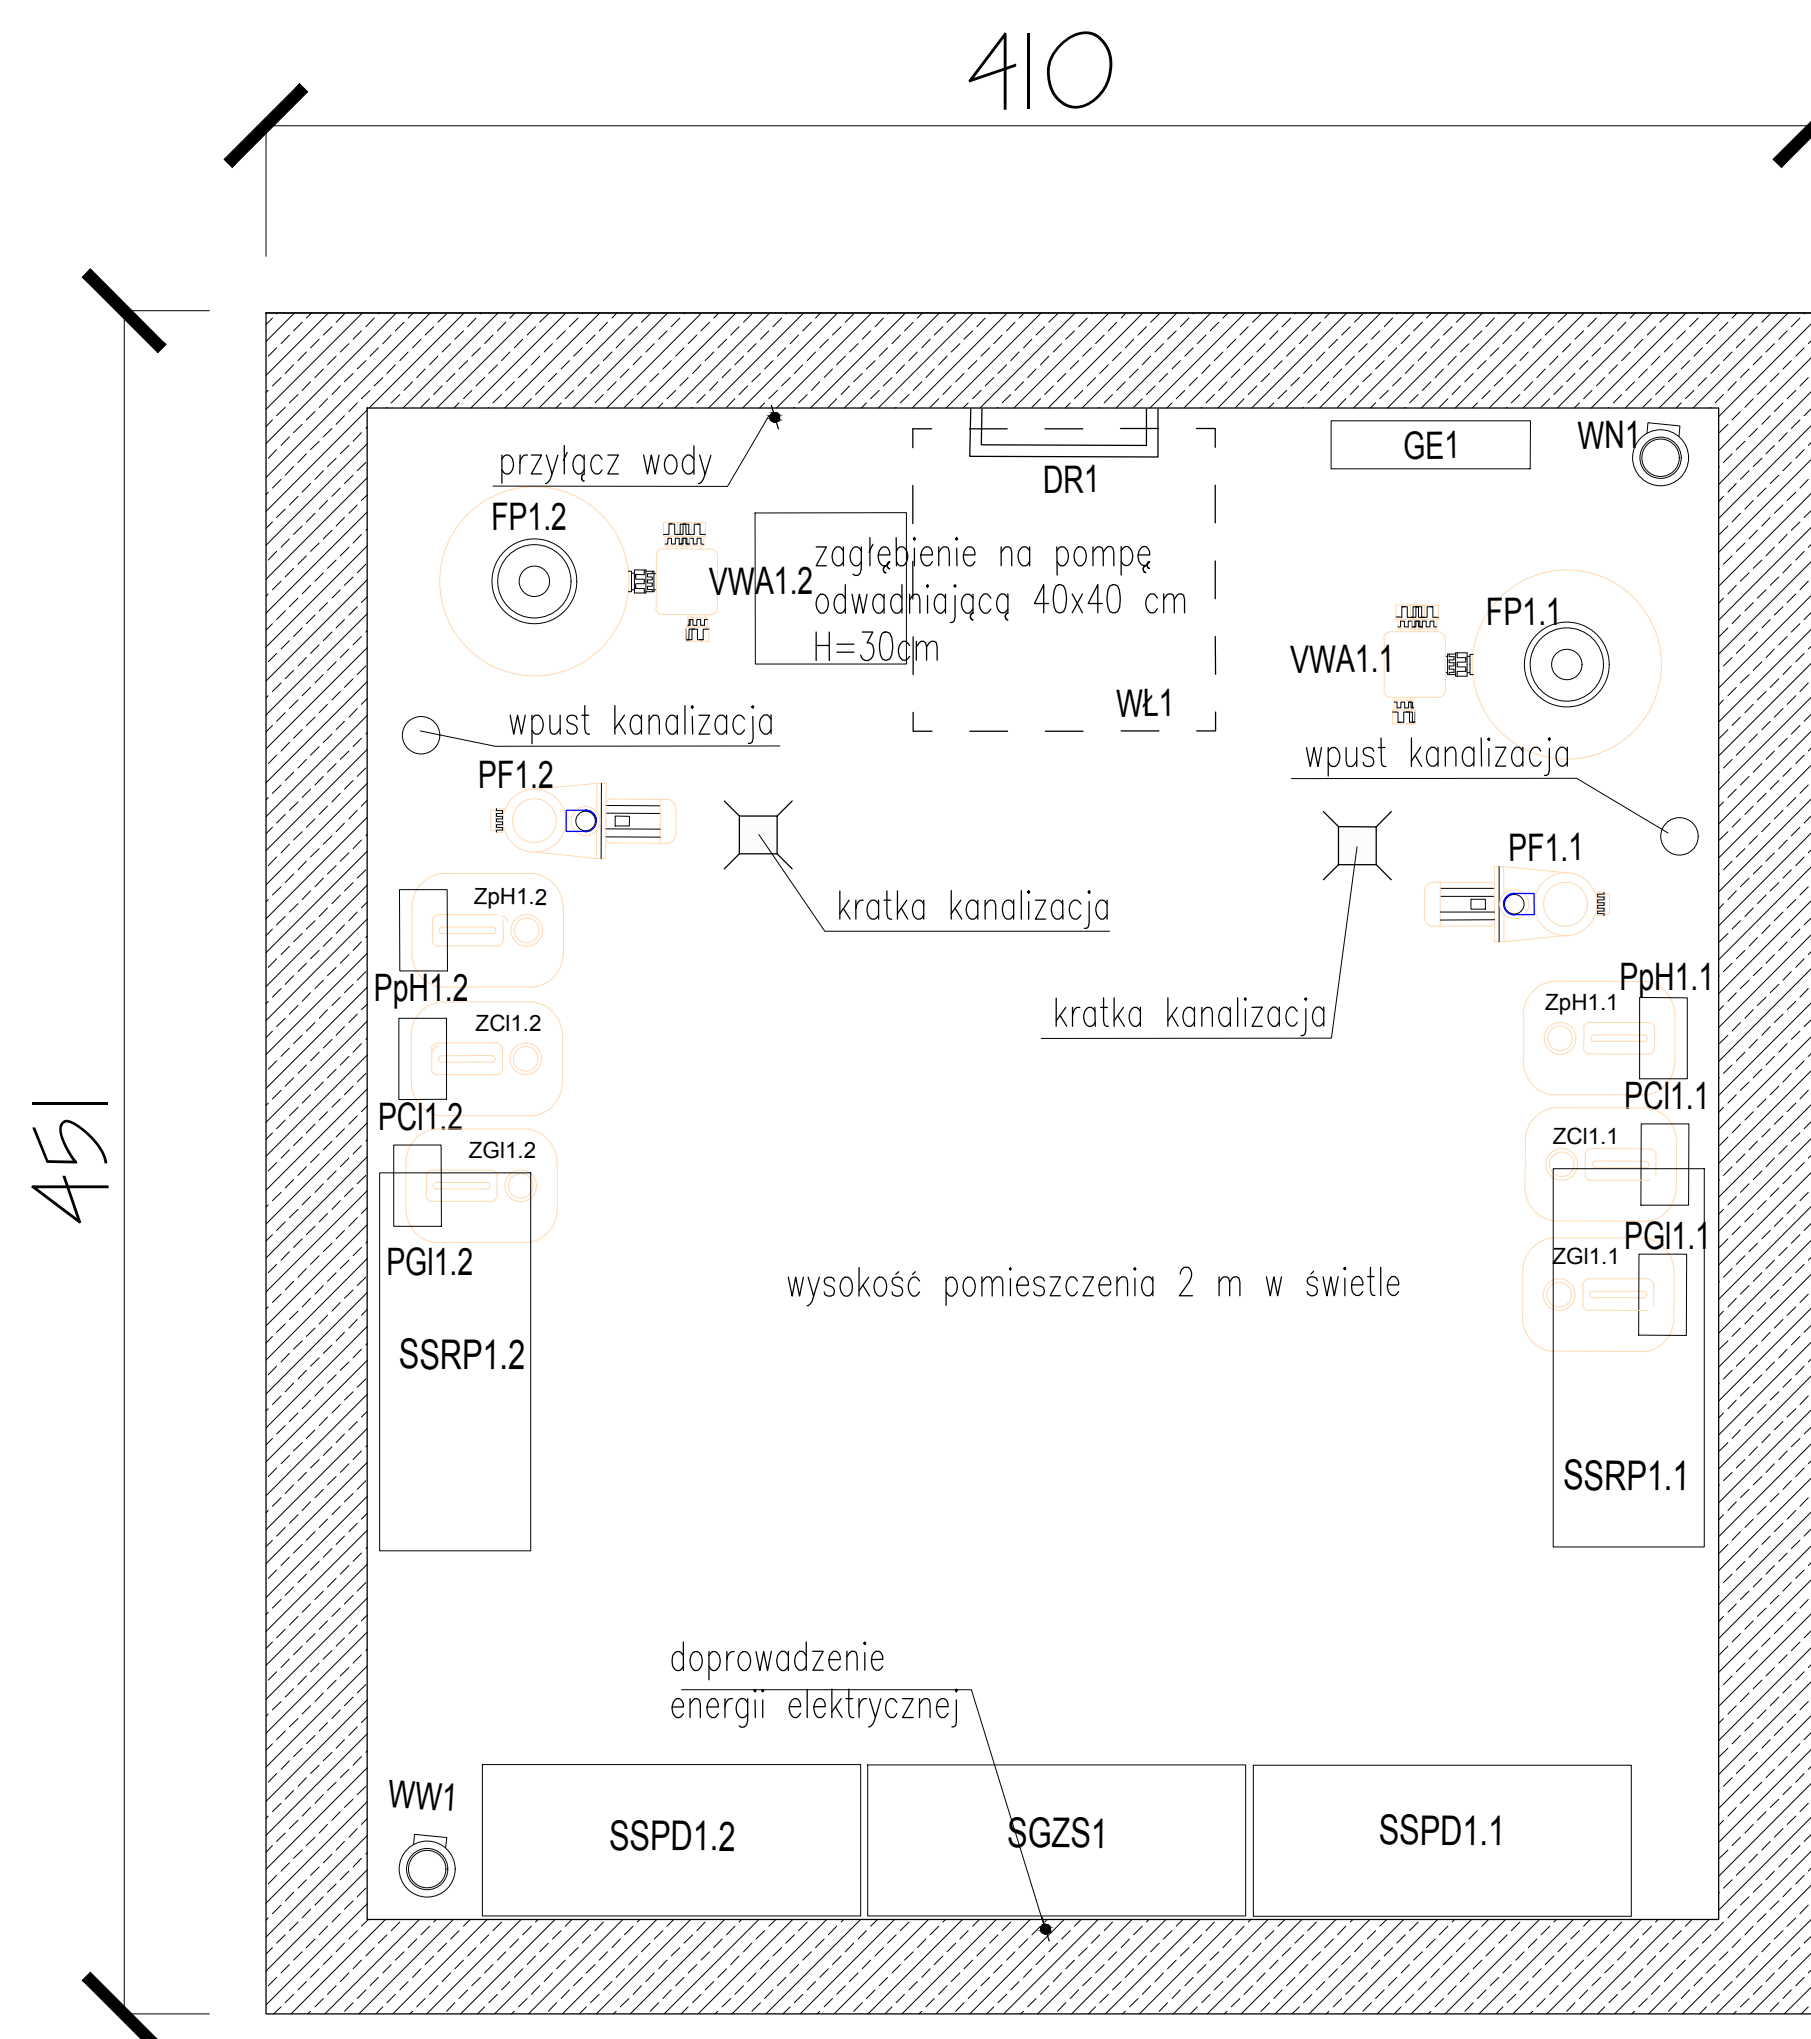 410
GE1
WN1
przyłącz wody
DR1
FP1.2
zagłębienie na pompę
odwadniającą 40x40 cm
H=30cm
VWA1.2
FP1.1
VWA1.1
WŁ1
wpust kanalizacja
wpust kanalizacja
PF1.2
PF1.1
ZpH1.2
kratka kanalizacja
PpH1.2
PpH1.1
ZpH1.1
kratka kanalizacja
ZCl1.2
PCl1.2
PCl1.1
ZCl1.1
451
ZGl1.2
PGl1.2
PGl1.1
ZGl1.1
wysokość pomieszczenia 2 m w świetle
SSRP1.2
SSRP1.1
doprowadzenie
energii elektrycznej
WW1
SSPD1.2
SGZS1
SSPD1.1